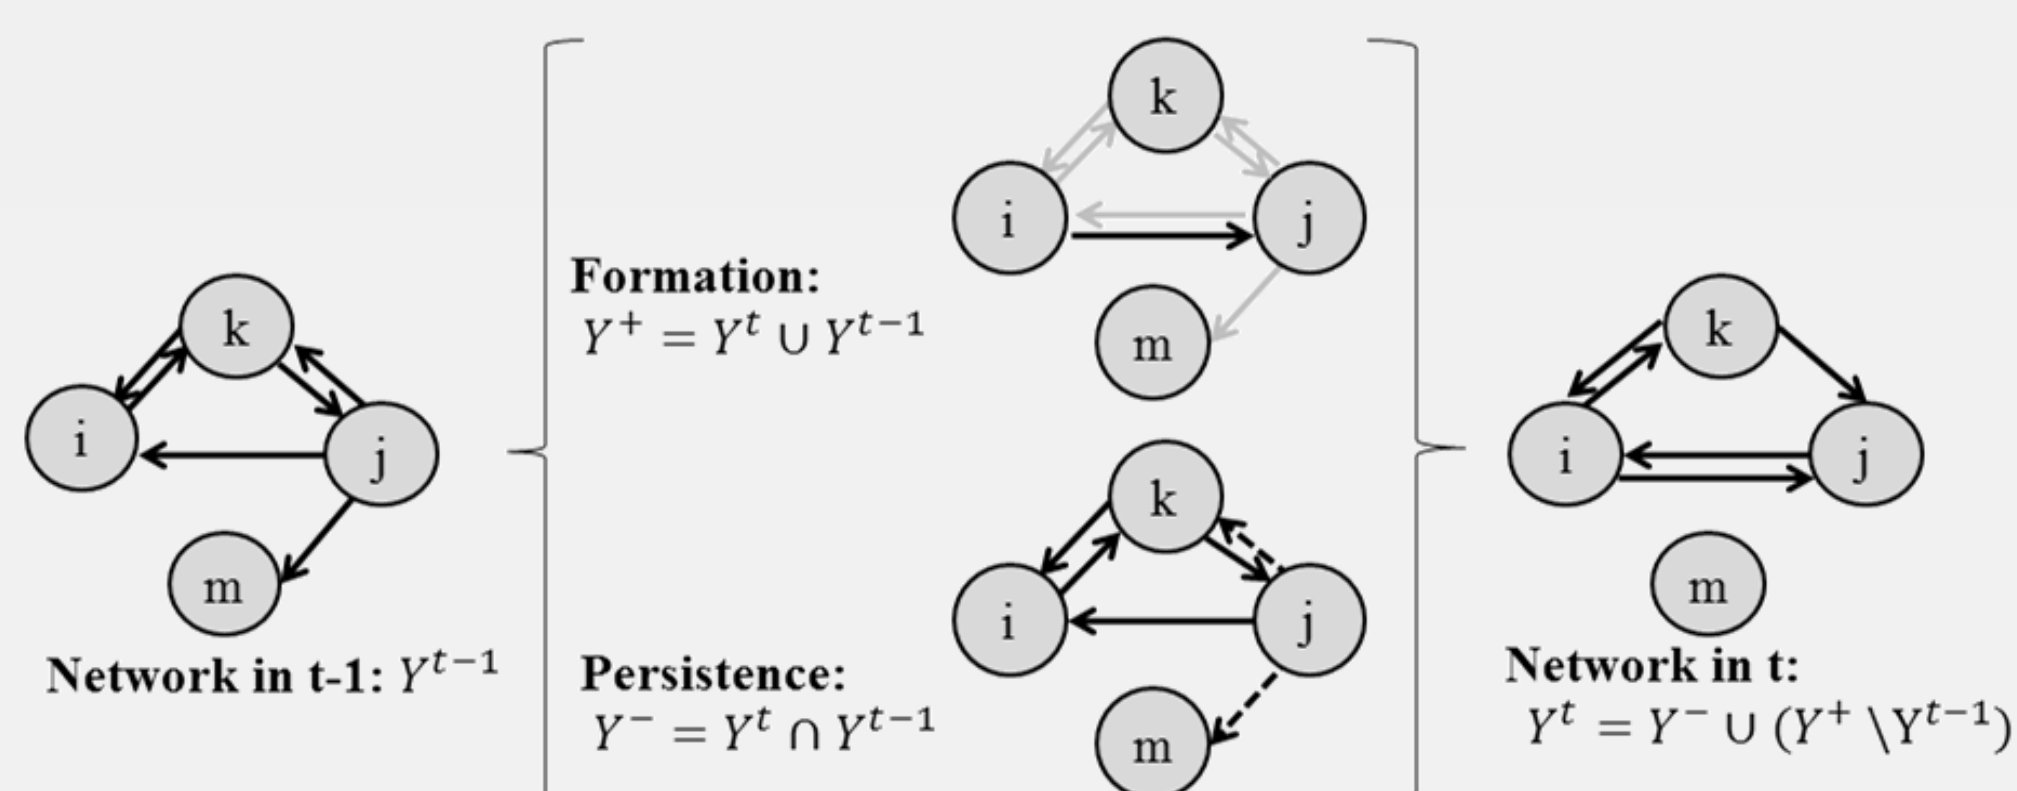 k
i
j
m
Network in t-1: Y^{t-1}
k
i
j
m
Formation:
Y^+ = Y^t ∪ Y^{t-1}
k
i
j
m
Persistence:
Y^- = Y^t ∩ Y^{t-1}
k
i
j
m
Network in t:
Y^t = Y^- ∪ (Y^+ \Y^{t-1})